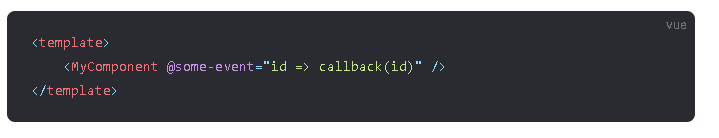 vue
<template>
    <MyComponent @some-event="id => callback(id)" />
</template>